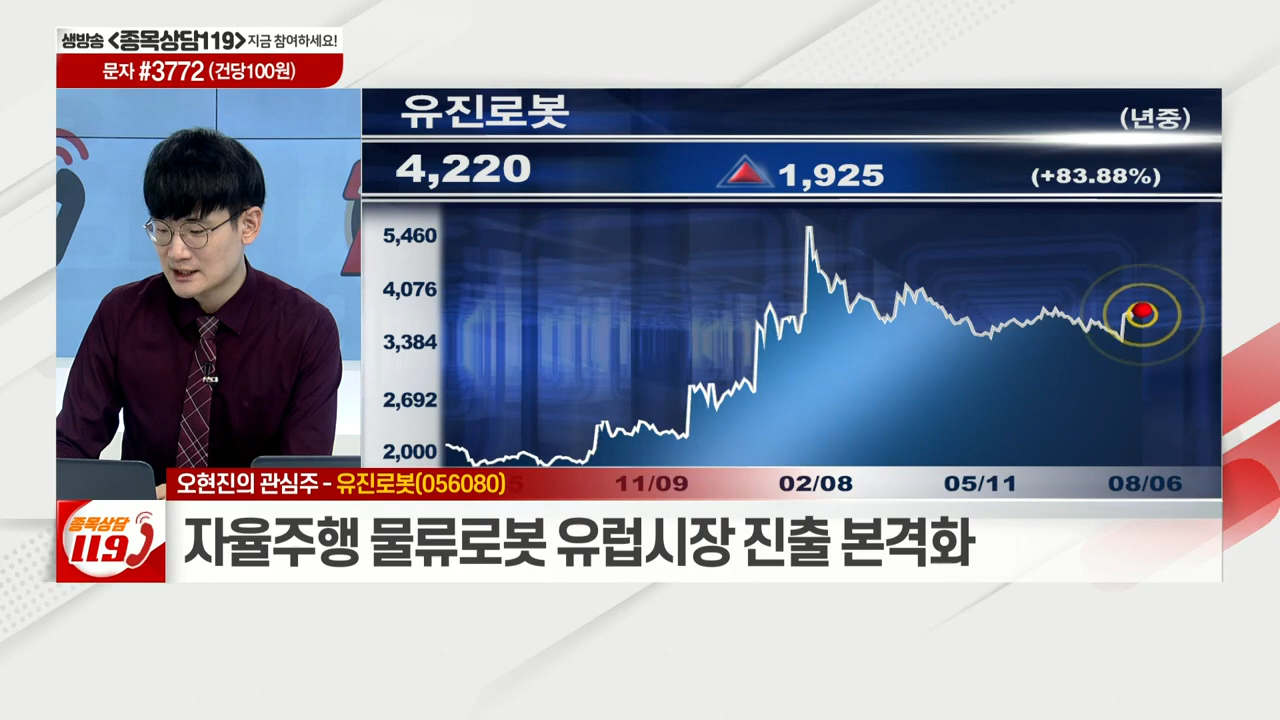 생방송 <종목상담119> 지금 참여하세요!
문자 #3772 (건당100원)
유진로봇
(년중)
4,220
1,925
(+83.88%)
5,460
4,076
3,384
2,692
2,000
11/09
02/08
05/11
08/06
오현진의 관심주 - 유진로봇(056080)
종목상담
119
자율주행 물류로봇 유럽시장 진출 본격화